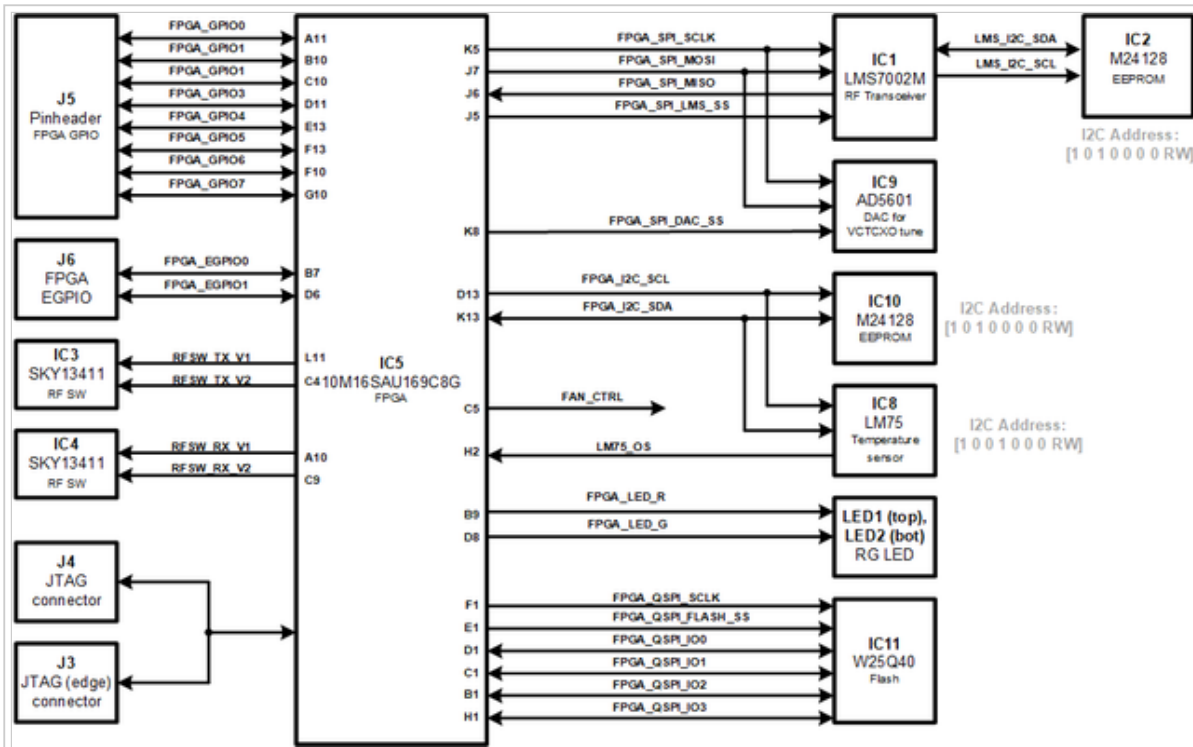 J5
Pinheader
FPGA GPIO
FPGA_GPIO0
FPGA_GPIO1
FPGA_GPIO1
FPGA_GPIO3
FPGA_GPIO4
FPGA_GPIO5
FPGA_GPIO6
FPGA_GPIO7
A11
B10
C10
D11
E13
F13
F10
G10
J6
FPGA
EGPIO
FPGA_EGPIO0
FPGA_EGPIO1
B7
D6
IC3
SKY13411
RF SW
RFSW_TX_V1
RFSW_TX_V2
L11
C4
IC4
SKY13411
RF SW
RFSW_RX_V1
RFSW_RX_V2
A10
C9
J4
JTAG
connector
J3
JTAG (edge)
connector
IC5
10M16SAU169C8G
FPGA
K5
J7
J6
J5
FPGA_SPI_SCLK
FPGA_SPI_MOSI
FPGA_SPI_MISO
FPGA_SPI_LMS_SS
IC1
LMS7002M
RF Transceiver
LMS_I2C_SDA
LMS_I2C_SCL
IC2
M24128
EEPROM
I2C Address:
[1 0 1 0 0 0 0 RW]
K8
FPGA_SPI_DAC_SS
IC9
AD5601
DAC for
VCTCXO tune
D13
K13
FPGA_I2C_SCL
FPGA_I2C_SDA
IC10
M24128
EEPROM
I2C Address:
[1 0 1 0 0 0 0 RW]
C5
FAN_CTRL
H2
LM75_OS
IC8
LM75
Temperature
sensor
I2C Address:
[1 0 0 1 0 0 0 RW]
B9
D8
FPGA_LED_R
FPGA_LED_G
LED1 (top),
LED2 (bot)
RG LED
F1
E1
D1
C1
B1
H1
FPGA_QSPI_SCLK
FPGA_QSPI_FLASH_SS
FPGA_QSPI_IO0
FPGA_QSPI_IO1
FPGA_QSPI_IO2
FPGA_QSPI_IO3
IC11
W25Q40
Flash